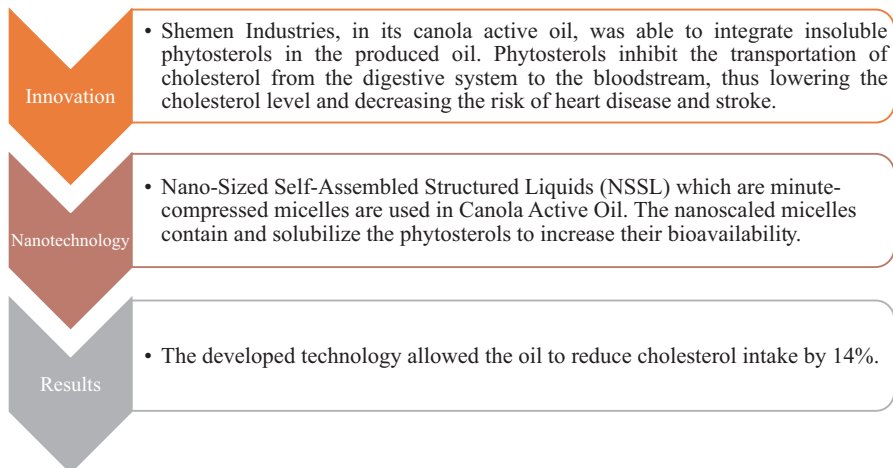 Innovation
• Shemen Industries, in its canola active oil, was able to integrate insoluble
phytosterols in the produced oil. Phytosterols inhibit the transportation of
cholesterol from the digestive system to the bloodstream, thus lowering the
cholesterol level and decreasing the risk of heart disease and stroke.
Nanotechnology
• Nano-Sized Self-Assembled Structured Liquids (NSSL) which are minute-
compressed micelles are used in Canola Active Oil. The nanoscaled micelles
contain and solubilize the phytosterols to increase their bioavailability.
Results
• The developed technology allowed the oil to reduce cholesterol intake by 14%.